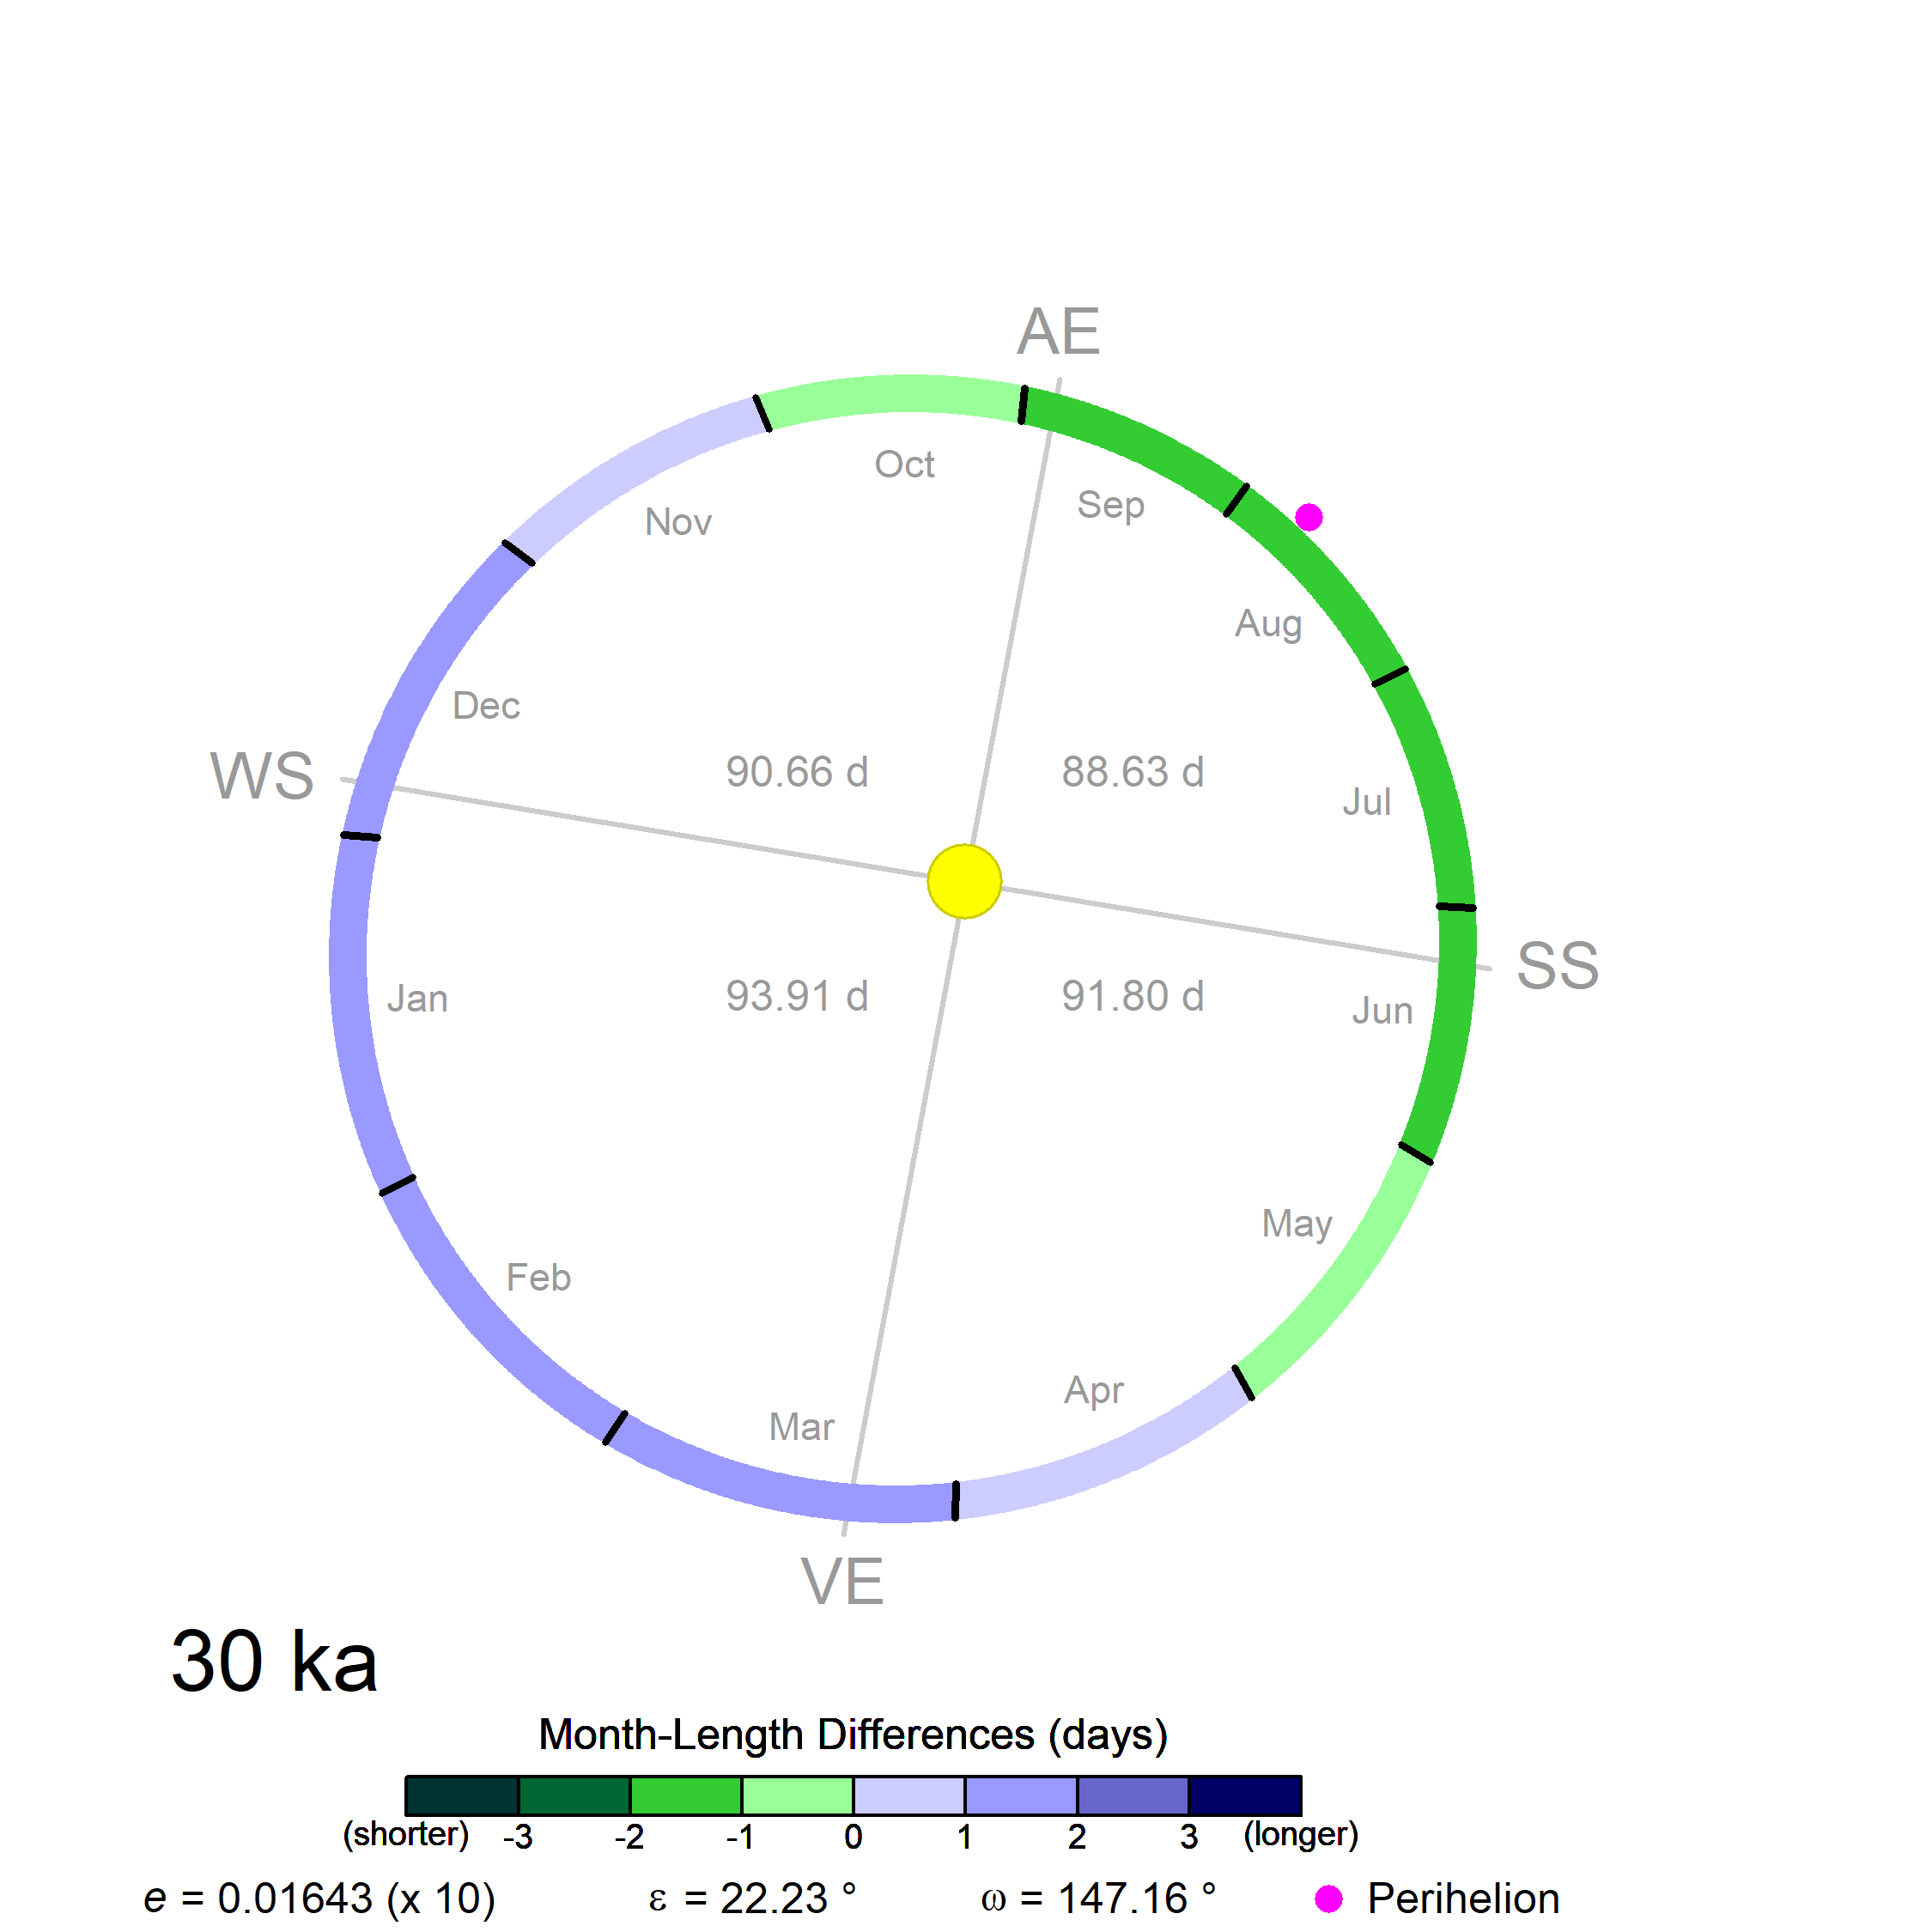 AE
Oct
Sep
Nov
Aug
Dec
WS
90.66 d
88.63 d
Jul
SS
93.91 d
91.80 d
Jan
Jun
May
Feb
Apr
Mar
VE
30 ka
Month-Length Differences (days)
(shorter) -3 -2 -1 0 1 2 3 (longer)
e = 0.01643 (x 10) ε = 22.23 ° ω = 147.16 ° Perihelion